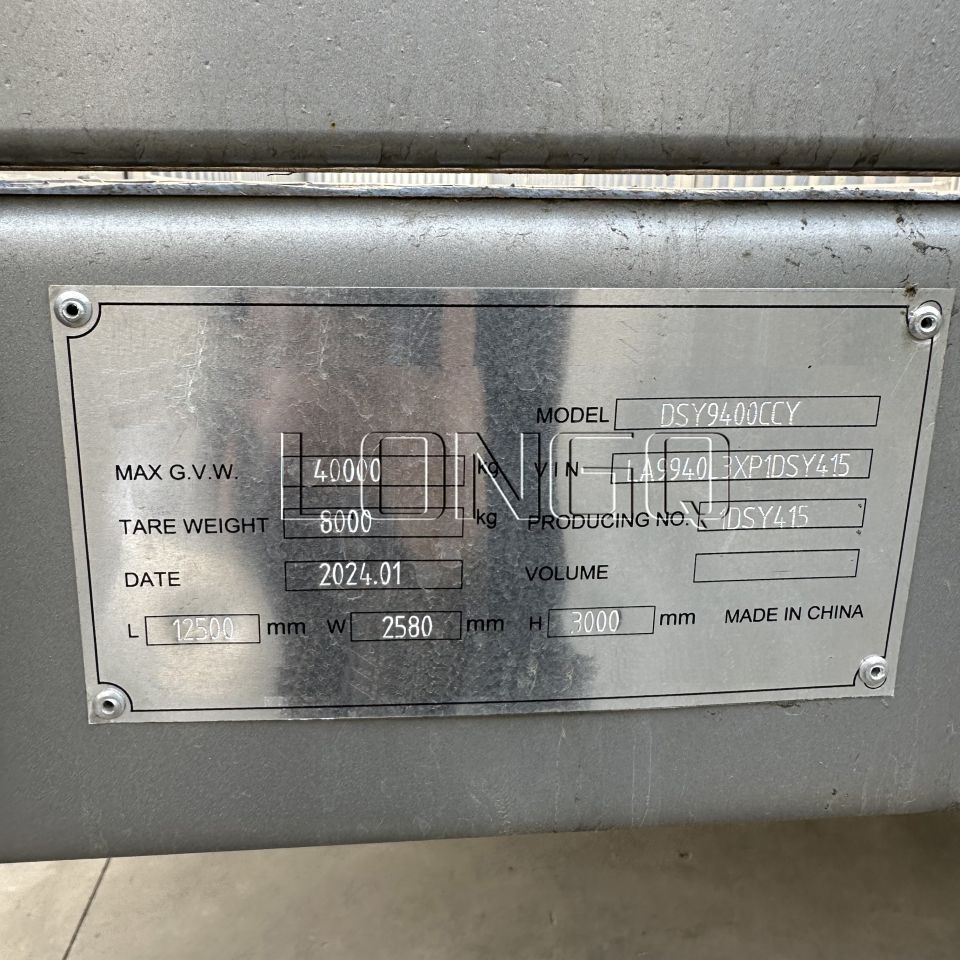 MODEL DSY9400CCY
LONGQ
MAX G.V.W. 40000 kg VIN
TARE WEIGHT 8000 kg PRODUCING NO. 1DSY415
DATE 2024.01 VOLUME
L 12500 mm W 2580 mm H 3000 mm MADE IN CHINA